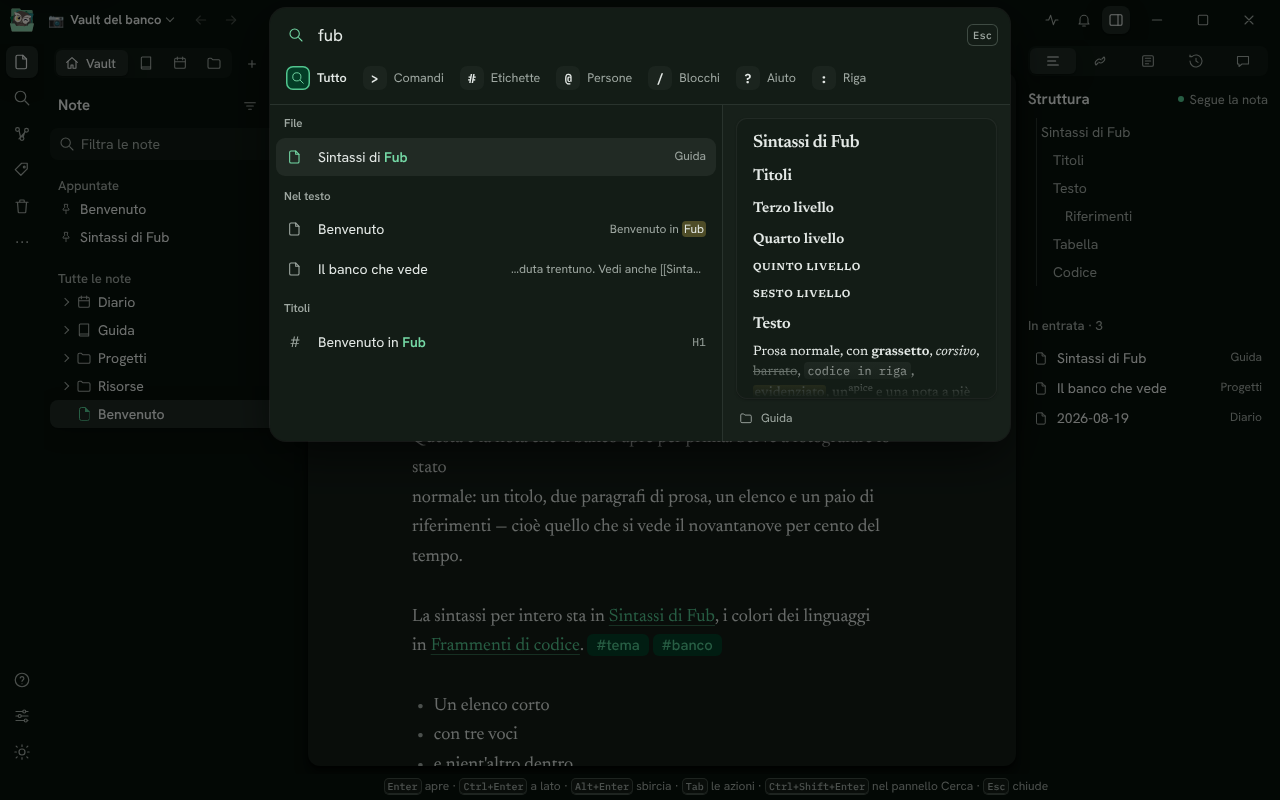 Vault del banco
fub
Esc
Tutto
> Comandi
# Etichette
@ Persone
/ Blocchi
? Aiuto
: Riga
Vault
Note
Filtra le note
Appuntate
Benvenuto
Sintassi di Fub
Tutte le note
Diario
Guida
Progetti
Risorse
Benvenuto
File
Sintassi di Fub Guida
Nel testo
Benvenuto Benvenuto in Fub
Il banco che vede ...duta trentuno. Vedi anche [[Sinta...
Titoli
# Benvenuto in Fub H1
Sintassi di Fub
Titoli
Terzo livello
Quarto livello
QUINTO LIVELLO
SESTO LIVELLO
Testo
Prosa normale, con grassetto, corsivo,
barrato, codice in riga,
evidenziato, un apice e una nota a piè
Guida
stato
normale: un titolo, due paragrafi di prosa, un elenco e un paio di
riferimenti — cioè quello che si vede il novantanove per cento del
tempo.
La sintassi per intero sta in Sintassi di Fub, i colori dei linguaggi
in Frammenti di codice. #tema #banco
• Un elenco corto
• con tre voci
• e nient'altro dentro
Struttura
Segue la nota
Sintassi di Fub
Titoli
Testo
Riferimenti
Tabella
Codice
In entrata · 3
Sintassi di Fub Guida
Il banco che vede Progetti
2026-08-19 Diario
Enter apre · Ctrl+Enter a lato · Alt+Enter sbircia · Tab le azioni · Ctrl+Shift+Enter nel pannello Cerca · Esc chiude